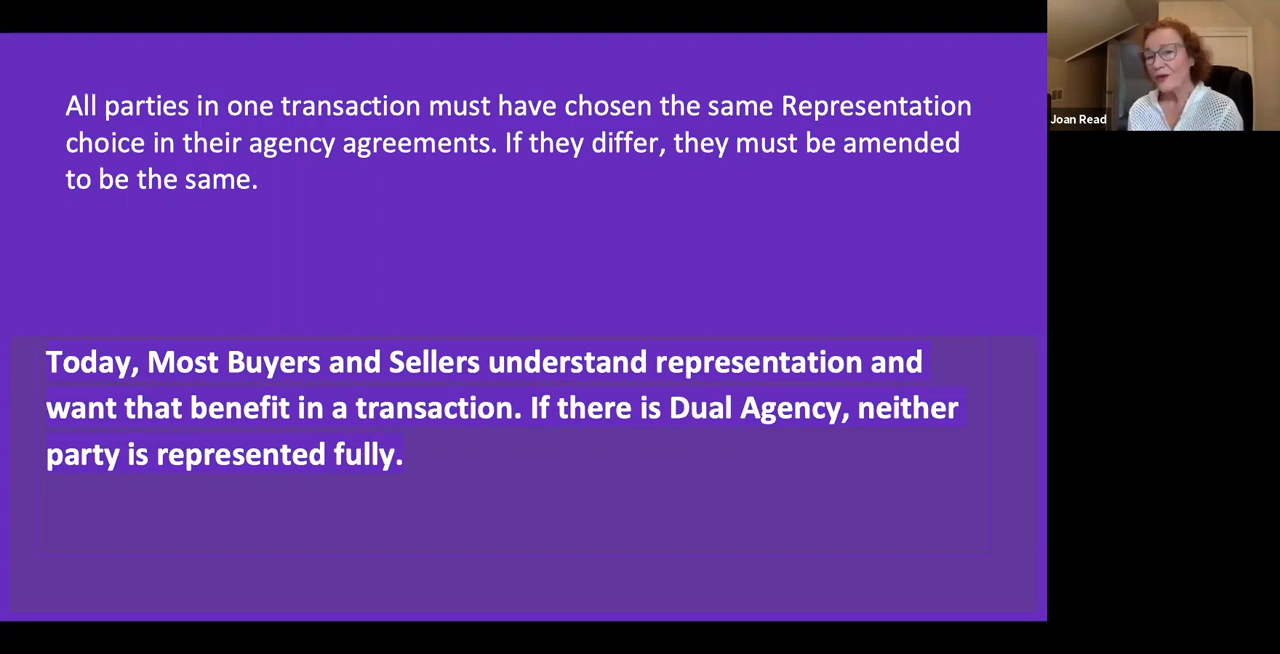 All parties in one transaction must have chosen the same Representation
choice in their agency agreements. If they differ, they must be amended
to be the same.
Today, Most Buyers and Sellers understand representation and
want that benefit in a transaction. If there is Dual Agency, neither
party is represented fully.
Joan Read